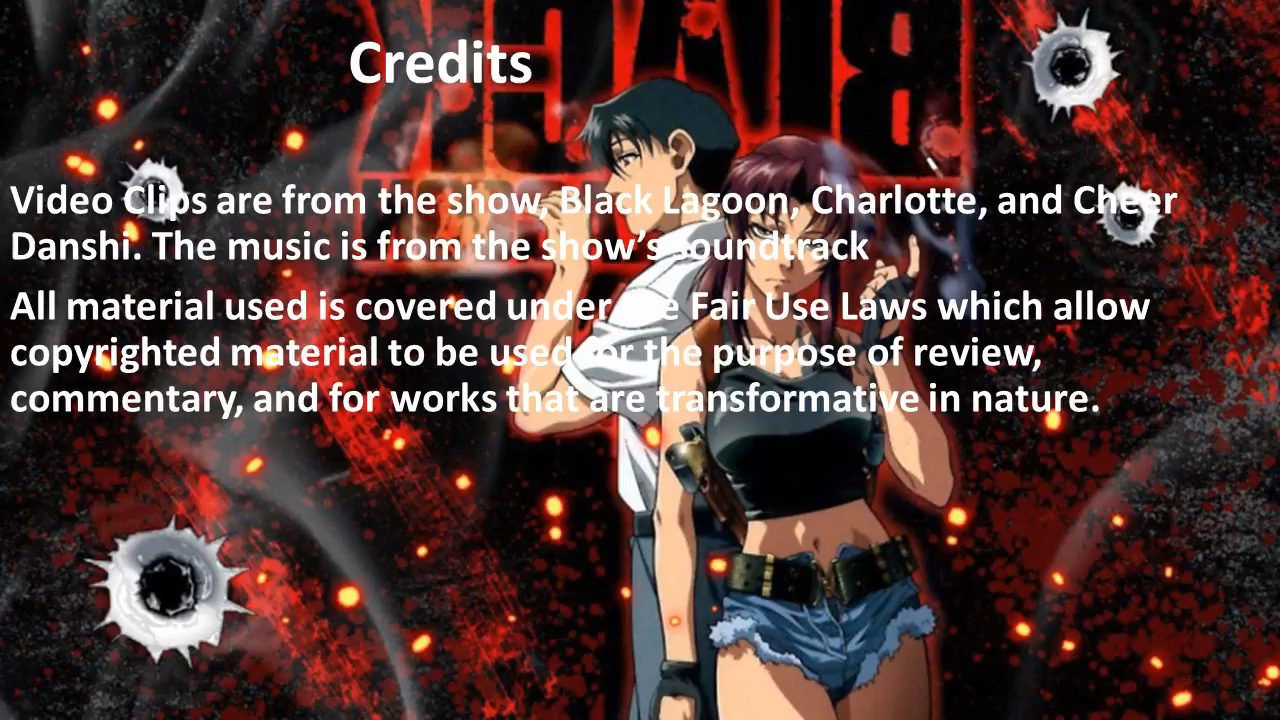 Credits
Video Clips are from the show, Black Lagoon, Charlotte, and Cheer
Danshi. The music is from the show’s soundtrack
All material used is covered under the Fair Use Laws which allow
copyrighted material to be used for the purpose of review,
commentary, and for works that are transformative in nature.